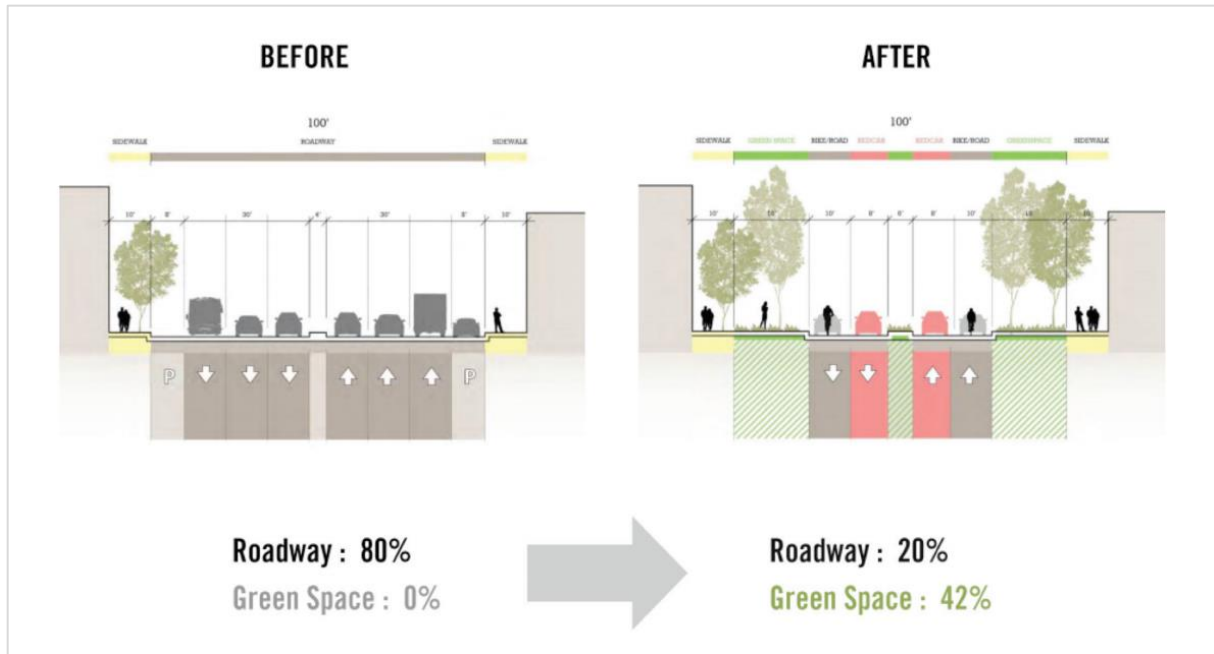 BEFORE
100'
SIDEWALK ROADWAY SIDEWALK
10' 8' 30' 4' 30' 8' 10'
P P
Roadway : 80%
Green Space : 0%
AFTER
100'
SIDEWALK GREEN SPACE BIKE/ROAD REDCAR REDCAR BIKE/ROAD GREENSPACE SIDEWALK
10' 10' 8' 8' 10'
Roadway : 20%
Green Space : 42%